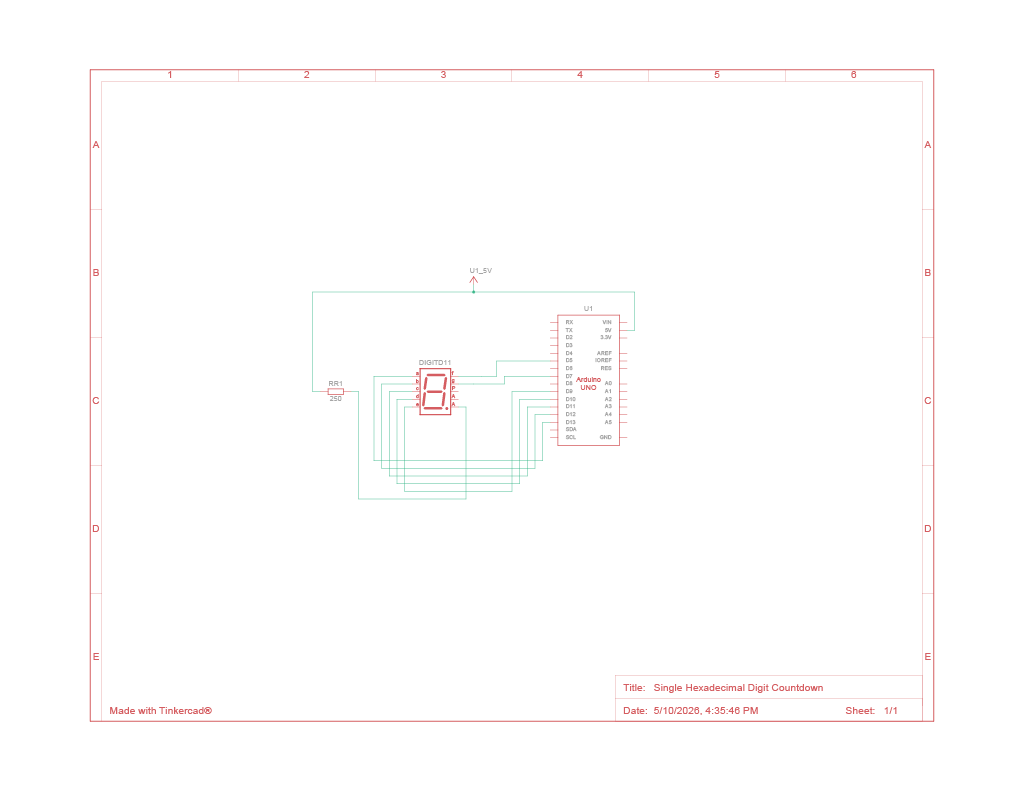 1 2 3 4 5 6
A A
U1_5V
B B
U1
RX VIN
TX 5V
D2 3.3V
D3
D4 AREF
D5 IOREF
D6 RES
D7
D8 A0
D9 A1
D10 A2
D11 A3
D12 A4
D13 A5
SDA
SCL GND
Arduino
UNO
DIGITD11
a f
b g
c P
d A
e A
RR1
250
C C
D D
E E
Title: Single Hexadecimal Digit Countdown
Made with Tinkercad®
Date: 5/10/2026, 4:35:46 PM Sheet: 1/1